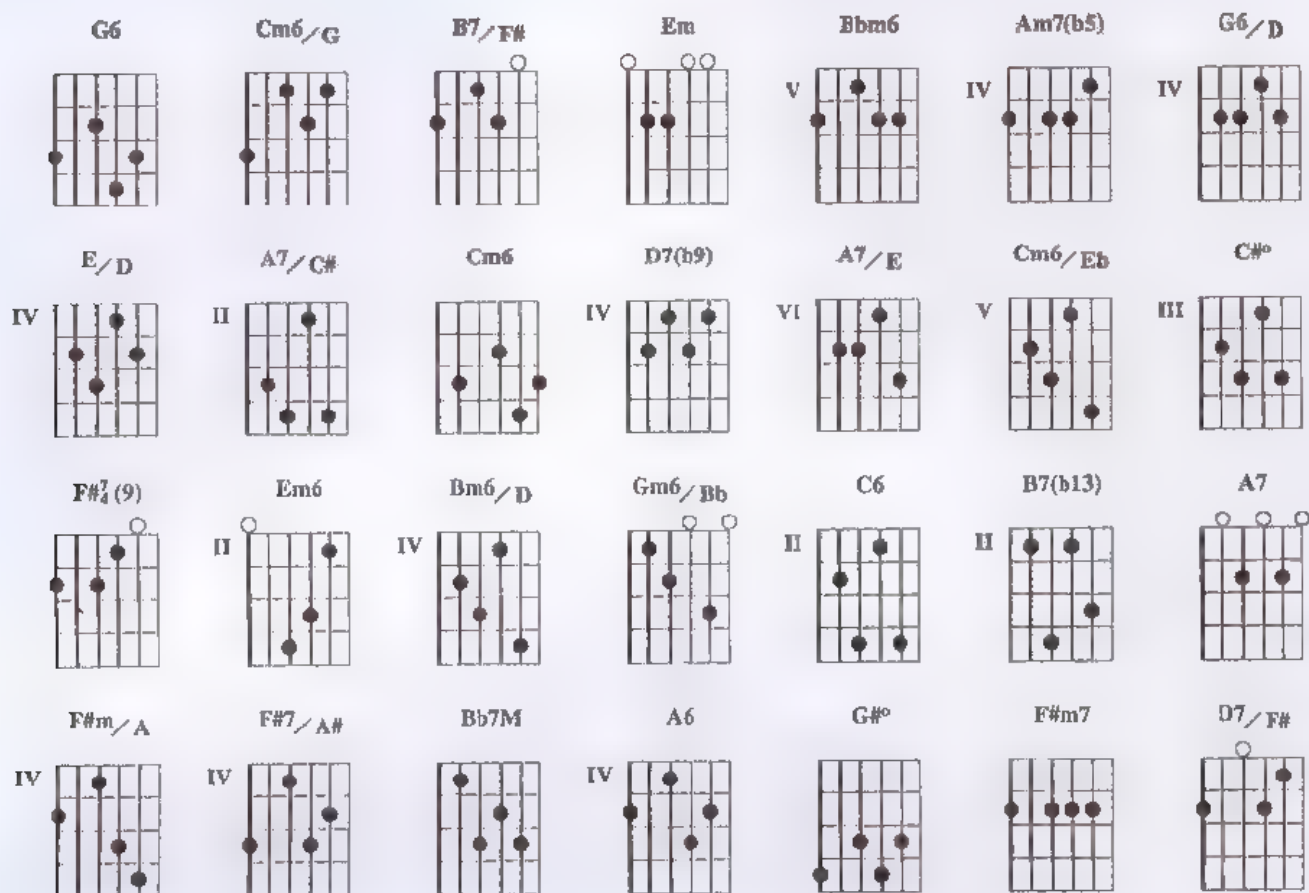 G6 Cm6/G B7/F# Em Bbm6 Am7(b5) G6/D
V IV IV
E/D A7/C# Cm6 D7(b9) A7/E Cm6/Eb C#º
IV II IV VI V III
F#7/4(9) Em6 Bm6/D Gm6/Bb C6 B7(b13) A7
II IV II II
F#m/A F#7/A# Bb7M A6 G#º F#m7 D7/F#
IV IV IV